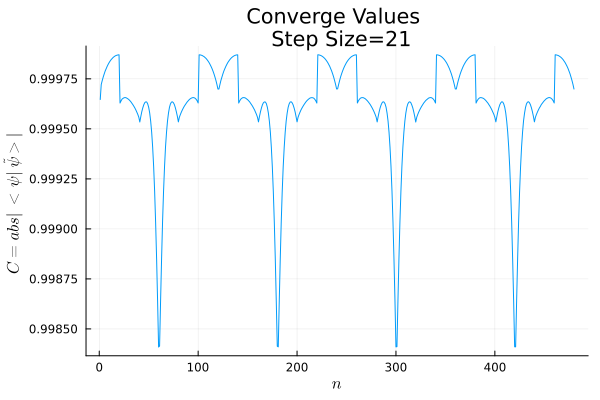 Converge Values
Step Size=21
C = abs| < ψ| ψ̃ > |
0.99975
0.99950
0.99925
0.99900
0.99875
0.99850
0
100
200
300
400
n